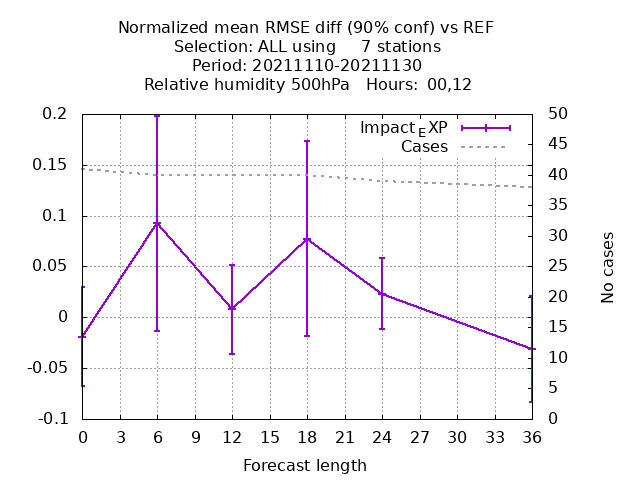 Normalized mean RMSE diff (90% conf) vs REF
Selection: ALL using     7 stations
Period: 20211110-20211130
Relative humidity 500hPa   Hours:  00,12
0.2
0.15
0.1
0.05
0
-0.05
-0.1
50
45
40
35
30
25
20
15
10
5
0
Impact_EXP
Cases
No cases
0 3 6 9 12 15 18 21 24 27 30 33 36
Forecast length